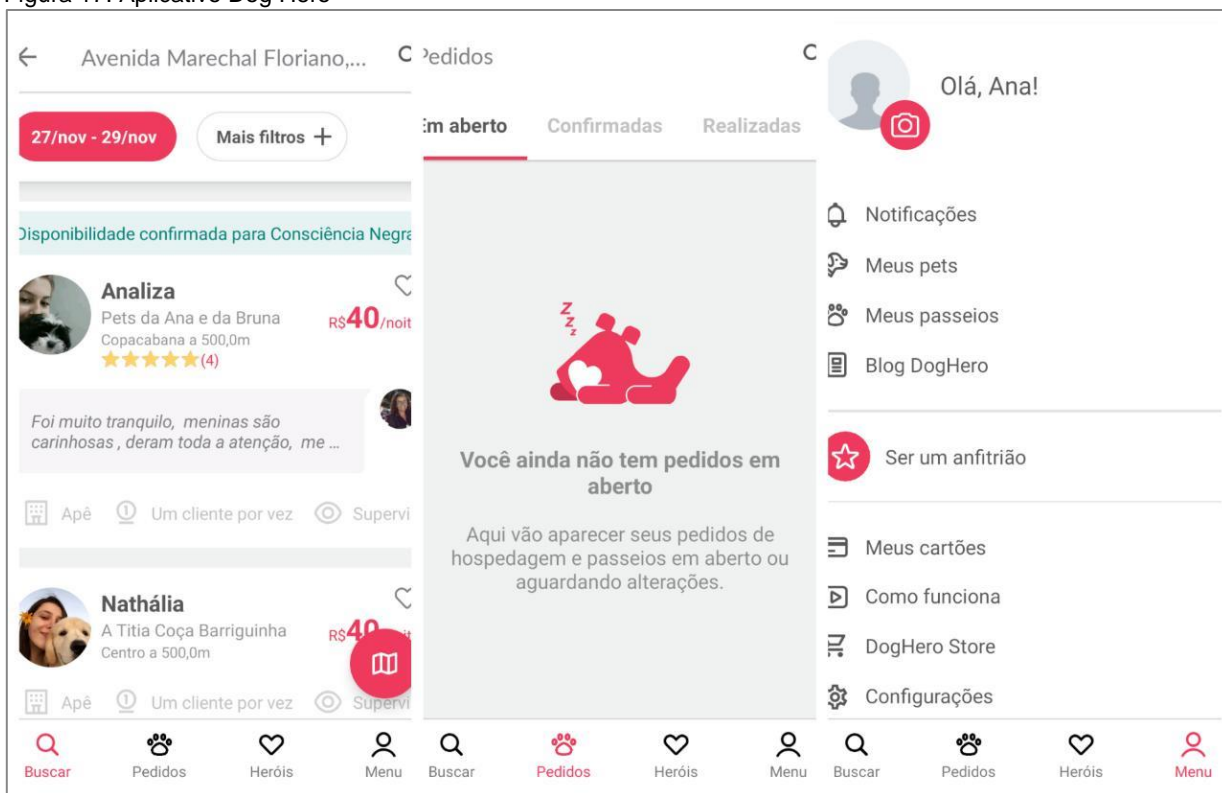 Figura 17: Aplicativo Dog Hero
Avenida Marechal Floriano,...
27/nov - 29/nov
Mais filtros +
Disponibilidade confirmada para Consciência Negra
Analiza
Pets da Ana e da Bruna
R$40/noit
Copacabana a 500,0m
(4)
Foi muito tranquilo, meninas são
carinhosas , deram toda a atenção, me ...
Apê
1
Um cliente por vez
Supervi
Nathália
A Titia Coça Barriguinha
R$40
Centro a 500,0m
Apê
1
Um cliente por vez
Supervi
Buscar
Pedidos
Heróis
Menu
Pedidos
Em aberto
Confirmadas
Realizadas
z
z
z
Você ainda não tem pedidos em
aberto
Aqui vão aparecer seus pedidos de
hospedagem e passeios em aberto ou
aguardando alterações.
Buscar
Pedidos
Heróis
Menu
Olá, Ana!
Notificações
Meus pets
Meus passeios
Blog DogHero
Ser um anfitrião
Meus cartões
Como funciona
DogHero Store
Configurações
Buscar
Pedidos
Heróis
Menu